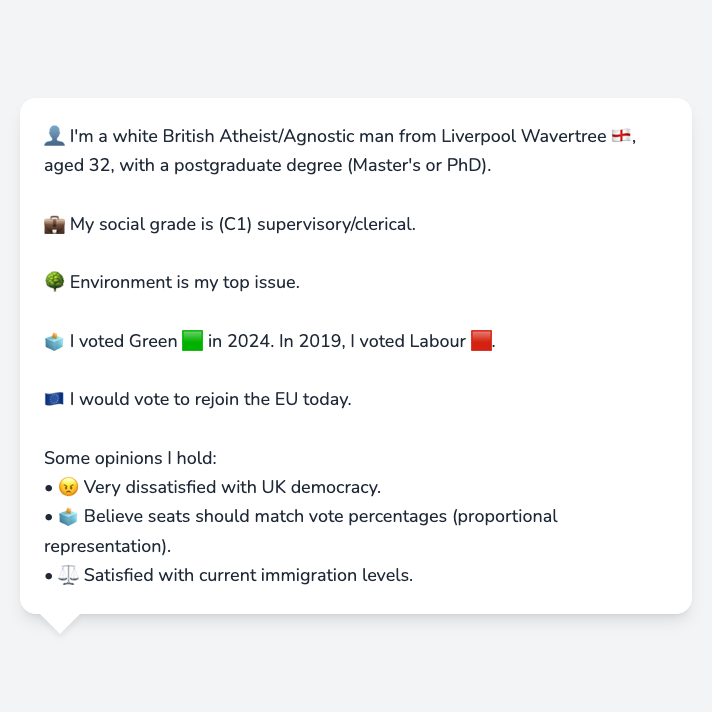 👤 I'm a white British Atheist/Agnostic man from Liverpool Wavertree 🏴󠁧󠁢󠁥󠁮󠁧󠁿,
aged 32, with a postgraduate degree (Master's or PhD).
💼 My social grade is (C1) supervisory/clerical.
🌳 Environment is my top issue.
🗳️ I voted Green 🟩 in 2024. In 2019, I voted Labour 🟥.
🇪🇺 I would vote to rejoin the EU today.
Some opinions I hold:
• 😠 Very dissatisfied with UK democracy.
• 🗳️ Believe seats should match vote percentages (proportional
representation).
• ⚖️ Satisfied with current immigration levels.